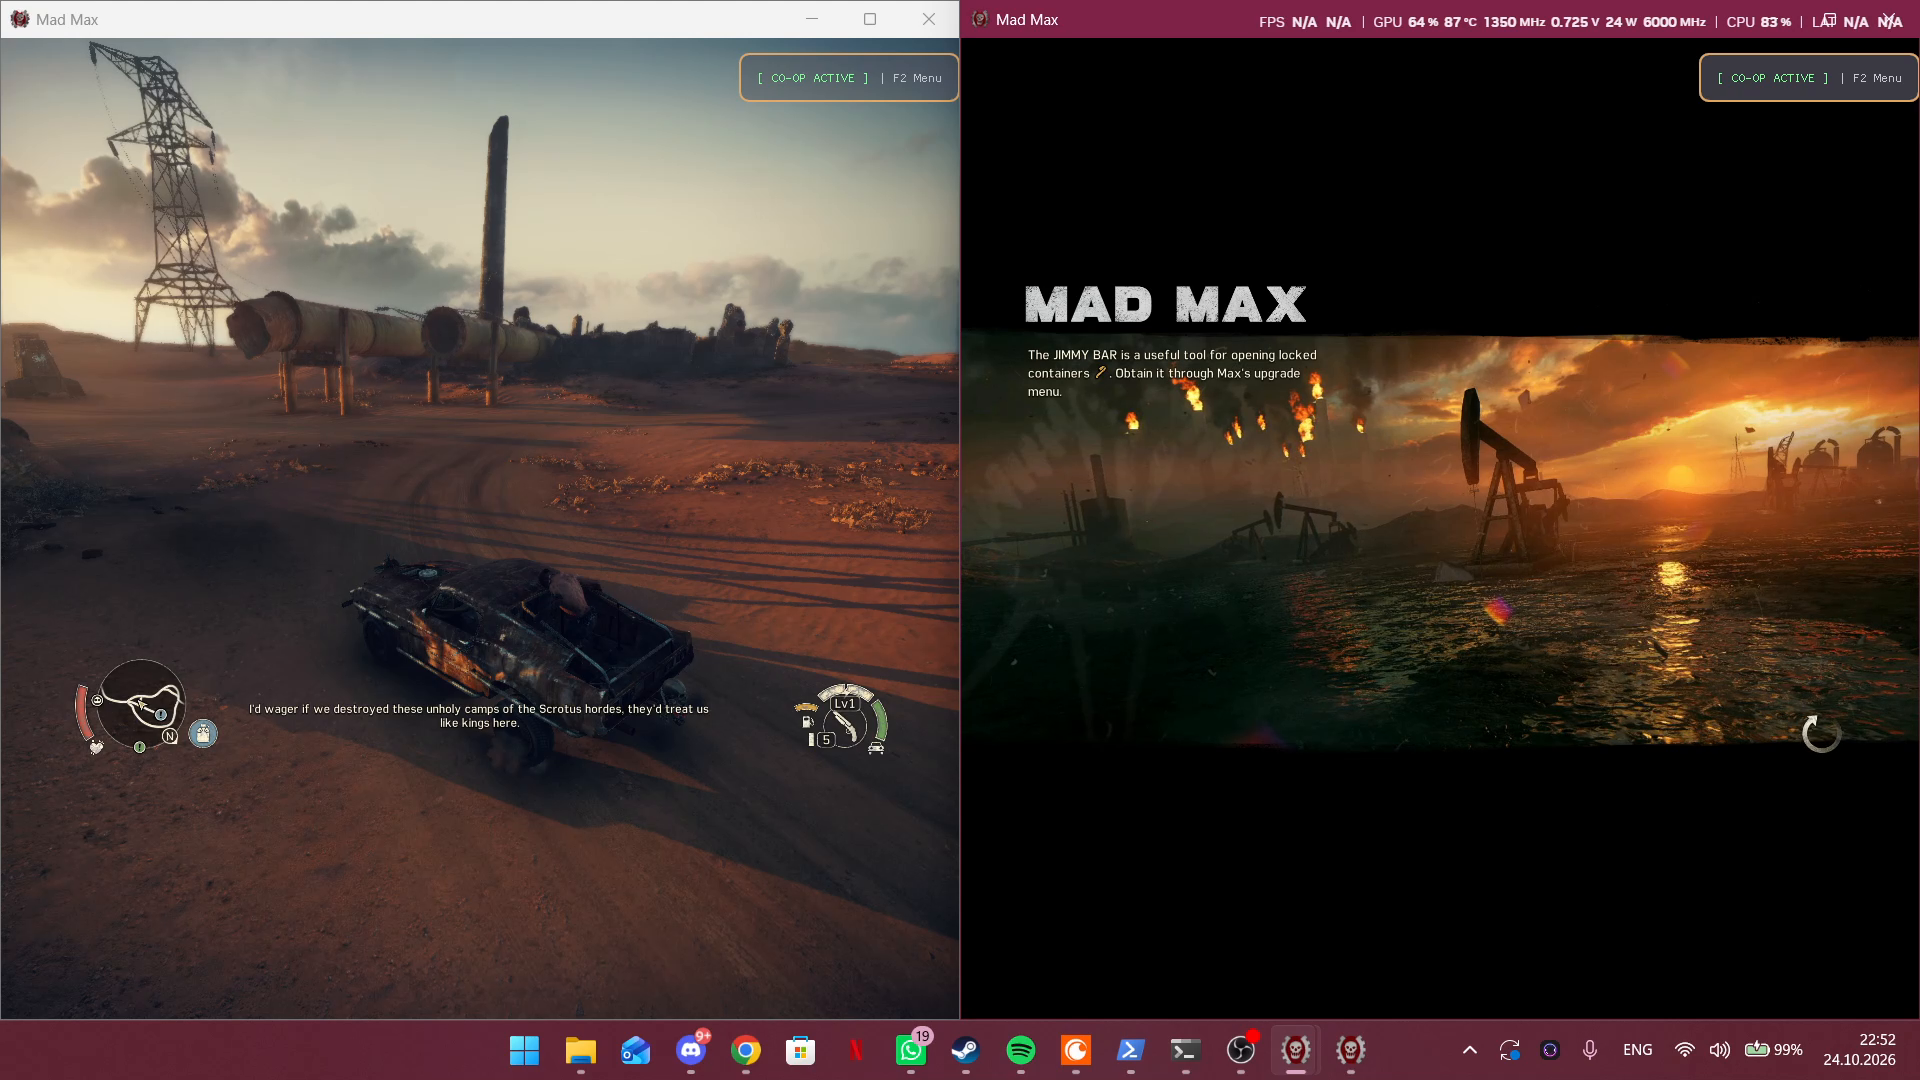 Mad Max
[ CO-OP ACTIVE ] | F2 Menu
I'd wager if we destroyed these unholy camps of the Scrotus hordes, they'd treat us
like kings here.
N
Lv1
5
Mad Max
FPS N/A N/A | GPU 64 % 87 °C 1350 MHz 0.725 V 24 W 6000 MHz | CPU 83 % | LAT N/A N/A
[ CO-OP ACTIVE ] | F2 Menu
MAD MAX
The JIMMY BAR is a useful tool for opening locked
containers . Obtain it through Max's upgrade
menu.
9+
N
19
ENG
99%
22:52
24.10.2026